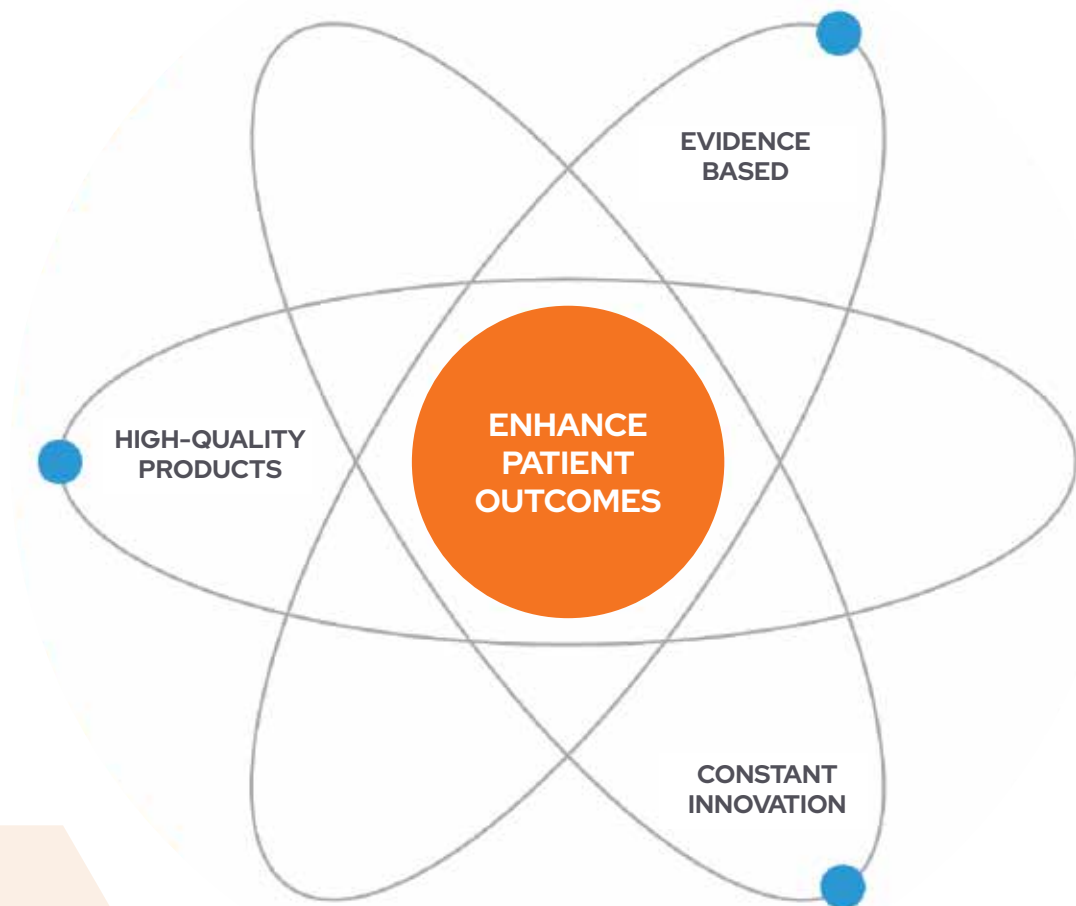 EVIDENCE
BASED
HIGH-QUALITY
PRODUCTS
ENHANCE
PATIENT
OUTCOMES
CONSTANT
INNOVATION